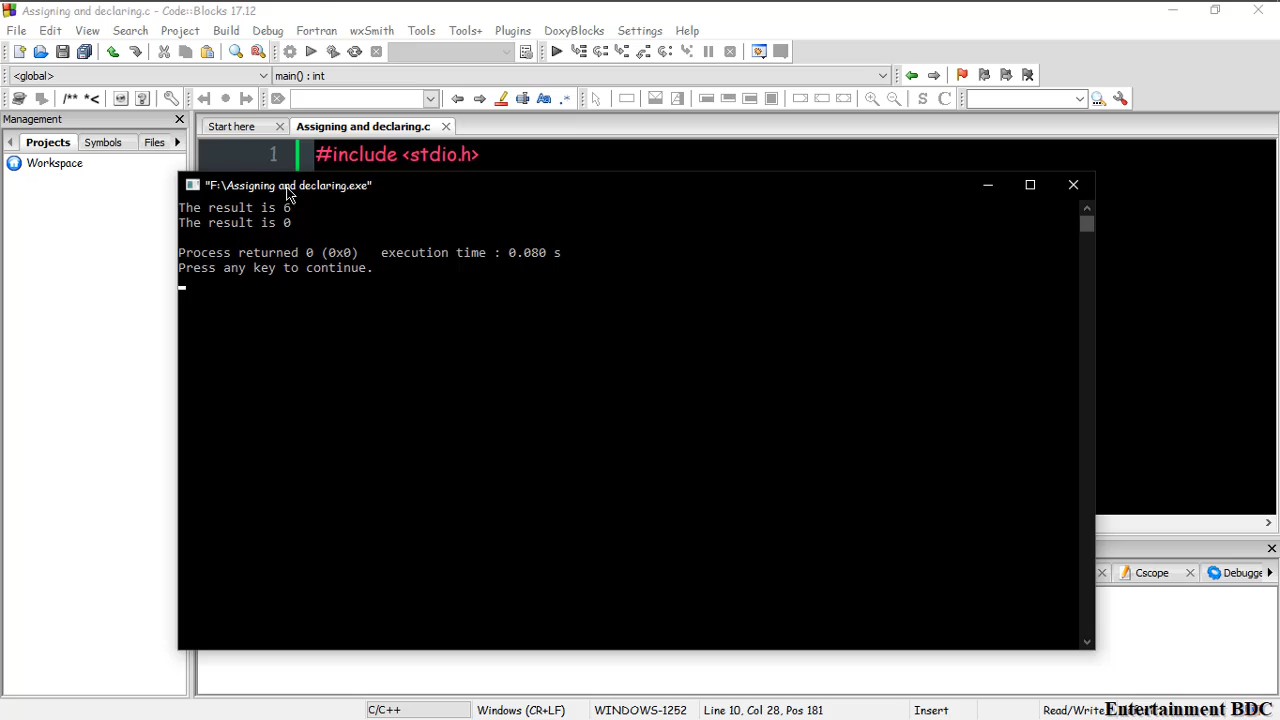 Assigning and declaring.c - Code::Blocks 17.12
File Edit View Search Project Build Debug Fortran wxSmith Tools Tools+ Plugins DoxyBlocks Settings Help
<global> main() : int
/** *< S C
Management
Start here Assigning and declaring.c
Projects Symbols Files
Workspace
1 #include <stdio.h>
"F:\Assigning and declaring.exe"
The result is 6
The result is 0
Process returned 0 (0x0)   execution time : 0.080 s
Press any key to continue.
Cscope Debugge
C/C++ Windows (CR+LF) WINDOWS-1252 Line 10, Col 28, Pos 181 Insert Read/Write
Entertainment BDC